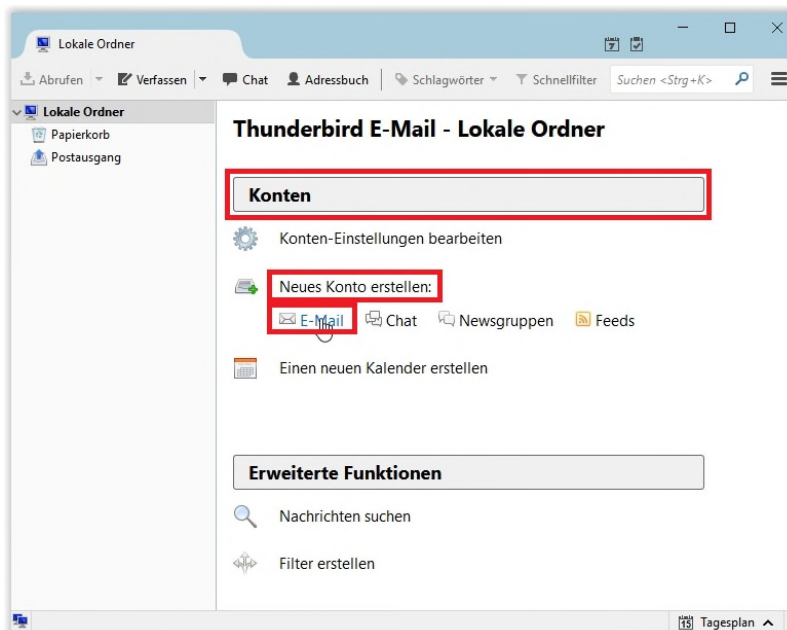 Lokale Ordner
7
Abrufen Verfassen Chat Adressbuch Schlagwörter Schnellfilter Suchen <Strg+K>
Lokale Ordner
Papierkorb
Postausgang
Thunderbird E-Mail - Lokale Ordner
Konten
Konten-Einstellungen bearbeiten
Neues Konto erstellen:
E-Mail Chat Newsgruppen Feeds
Einen neuen Kalender erstellen
Erweiterte Funktionen
Nachrichten suchen
Filter erstellen
15 Tagesplan